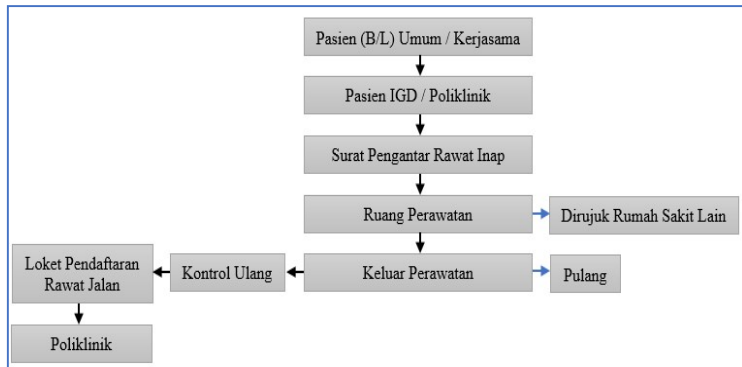 Pasien (B/L) Umum / Kerjasama
Pasien IGD / Poliklinik
Surat Pengantar Rawat Inap
Ruang Perawatan
Dirujuk Rumah Sakit Lain
Loket Pendaftaran
Rawat Jalan
Kontrol Ulang
Keluar Perawatan
Pulang
Poliklinik